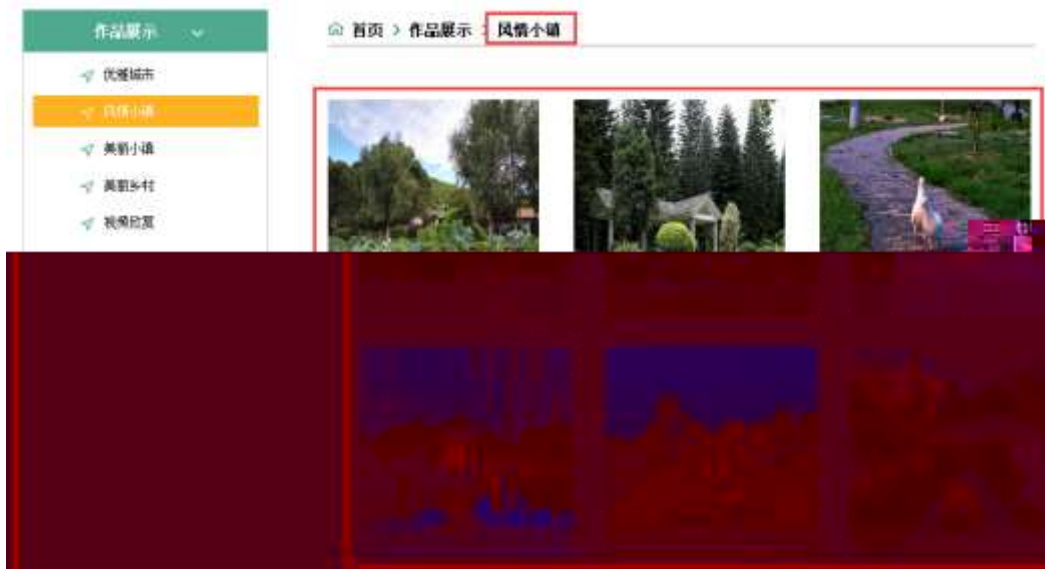 作品展示
首页 > 作品展示 > 风情小镇
优雅城市
风情小镇
美丽小镇
美丽乡村
视频欣赏